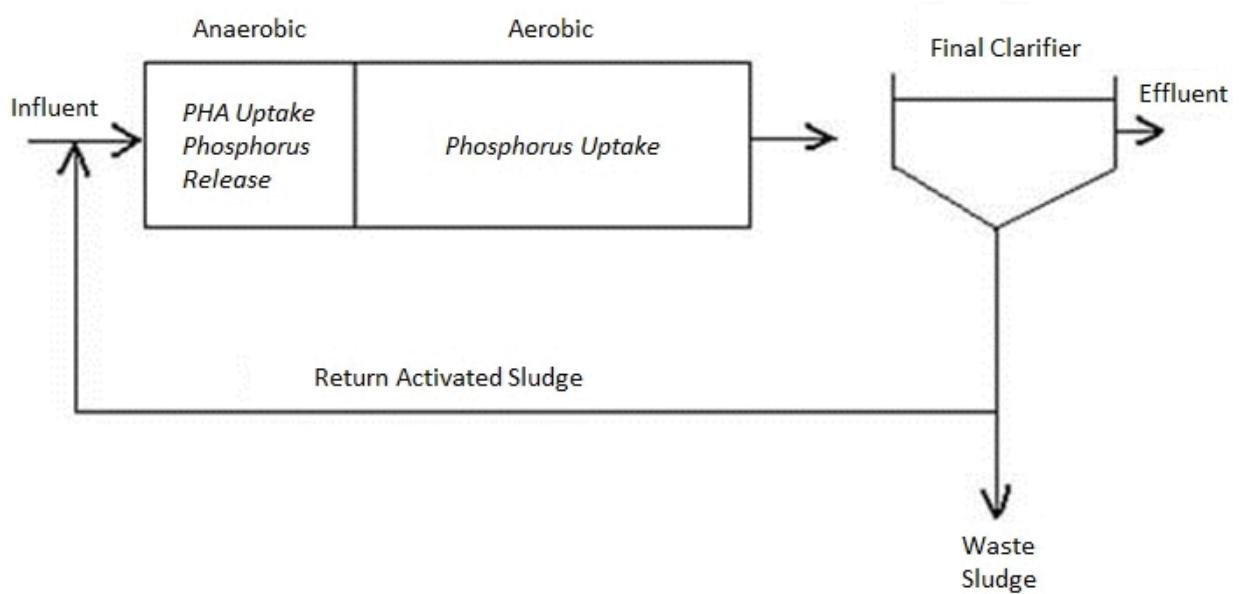 Anaerobic
Aerobic
Final Clarifier
Influent
PHA Uptake
Phosphorus
Release
Phosphorus Uptake
Effluent
Return Activated Sludge
Waste
Sludge